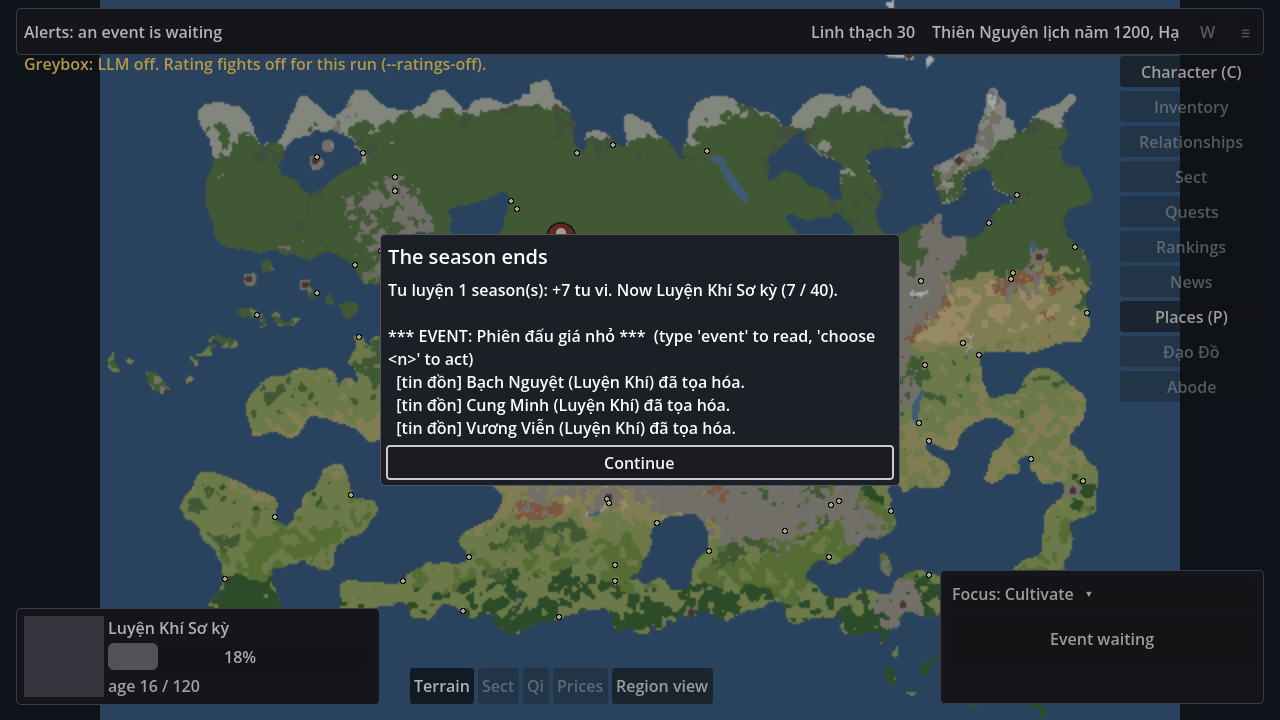 Alerts: an event is waiting
Linh thạch 30
Thiên Nguyên lịch năm 1200, Hạ
W
≡
Greybox: LLM off. Rating fights off for this run (--ratings-off).
Character (C)
Inventory
Relationships
Sect
Quests
Rankings
News
Places (P)
Đạo Đồ
Abode
The season ends
Tu luyện 1 season(s): +7 tu vi. Now Luyện Khí Sơ kỳ (7 / 40).
*** EVENT: Phiên đấu giá nhỏ ***  (type 'event' to read, 'choose
<n>' to act)
[tin đồn] Bạch Nguyệt (Luyện Khí) đã tọa hóa.
[tin đồn] Cung Minh (Luyện Khí) đã tọa hóa.
[tin đồn] Vương Viễn (Luyện Khí) đã tọa hóa.
Continue
Luyện Khí Sơ kỳ
18%
age 16 / 120
Terrain
Sect
Qi
Prices
Region view
Focus: Cultivate
Event waiting